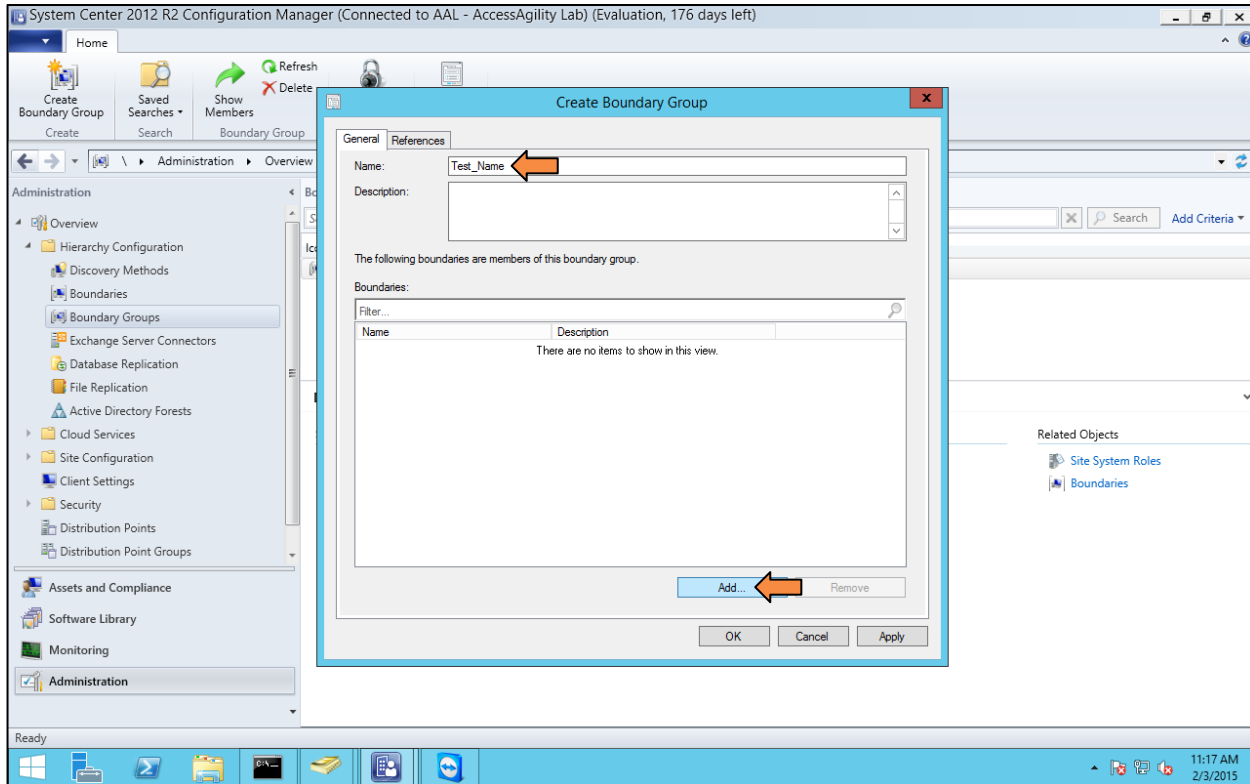 System Center 2012 R2 Configuration Manager (Connected to AAL - AccessAgility Lab) (Evaluation, 176 days left)
Home
Create Boundary Group
Saved Searches
Show Members
Refresh
Delete
Create
Search
Boundary Group
\ Administration Overview
Administration
Overview
Hierarchy Configuration
Discovery Methods
Boundaries
Boundary Groups
Exchange Server Connectors
Database Replication
File Replication
Active Directory Forests
Cloud Services
Site Configuration
Client Settings
Security
Distribution Points
Distribution Point Groups
Assets and Compliance
Software Library
Monitoring
Administration
Create Boundary Group
General References
Name: Test_Name
Description:
The following boundaries are members of this boundary group.
Boundaries:
Filter...
Name Description
There are no items to show in this view.
Add... Remove
OK Cancel Apply
Search Add Criteria
Related Objects
Site System Roles
Boundaries
Ready
11:17 AM
2/3/2015